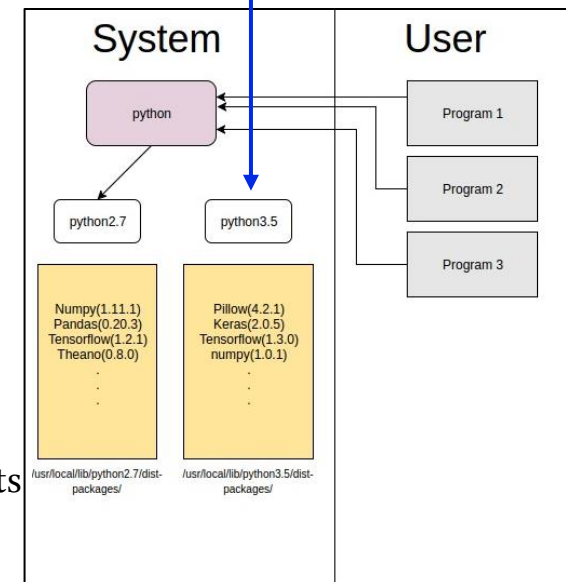 System
User
python
Program 1
Program 2
python2.7
python3.5
Program 3
Numpy(1.11.1)
Pandas(0.20.3)
Tensorflow(1.2.1)
Theano(0.8.0)
.
.
.
Pillow(4.2.1)
Keras(2.0.5)
Tensorflow(1.3.0)
numpy(1.0.1)
.
.
.
ts
/usr/local/lib/python2.7/dist-
packages/
/usr/local/lib/python3.5/dist-
packages/